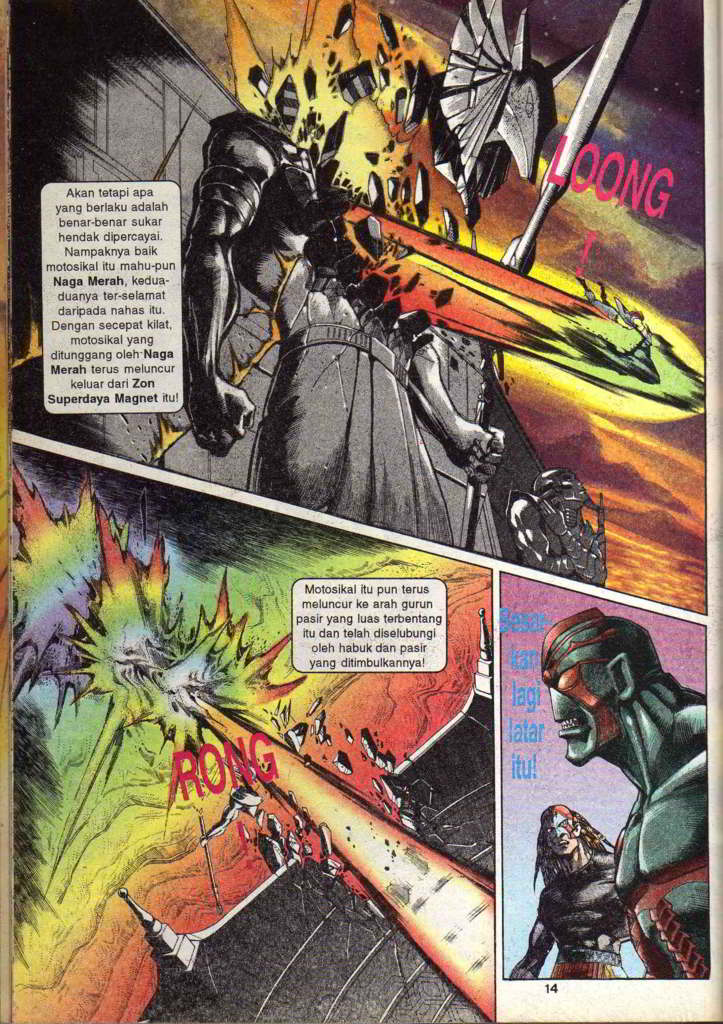 Akan tetapi apa
yang berlaku adalah
benar-benar sukar
hendak dipercayai.
Nampaknya baik
motosikal itu mahu-pun
Naga Merah, kedua-
duanya ter-selamat
daripada nahas itu.
Dengan secepat kilat,
motosikal yang
ditunggang oleh Naga
Merah terus meluncur
keluar dari Zon
Superdaya Magnet itu!
LOONG
!
Motosikal itu pun terus
meluncur ke arah gurun
pasir yang luas terbentang
itu dan telah diselubungi
oleh habuk dan pasir
yang ditimbulkannya!
RONG
!
Besar-
kan
lagi
latar
itu!
14